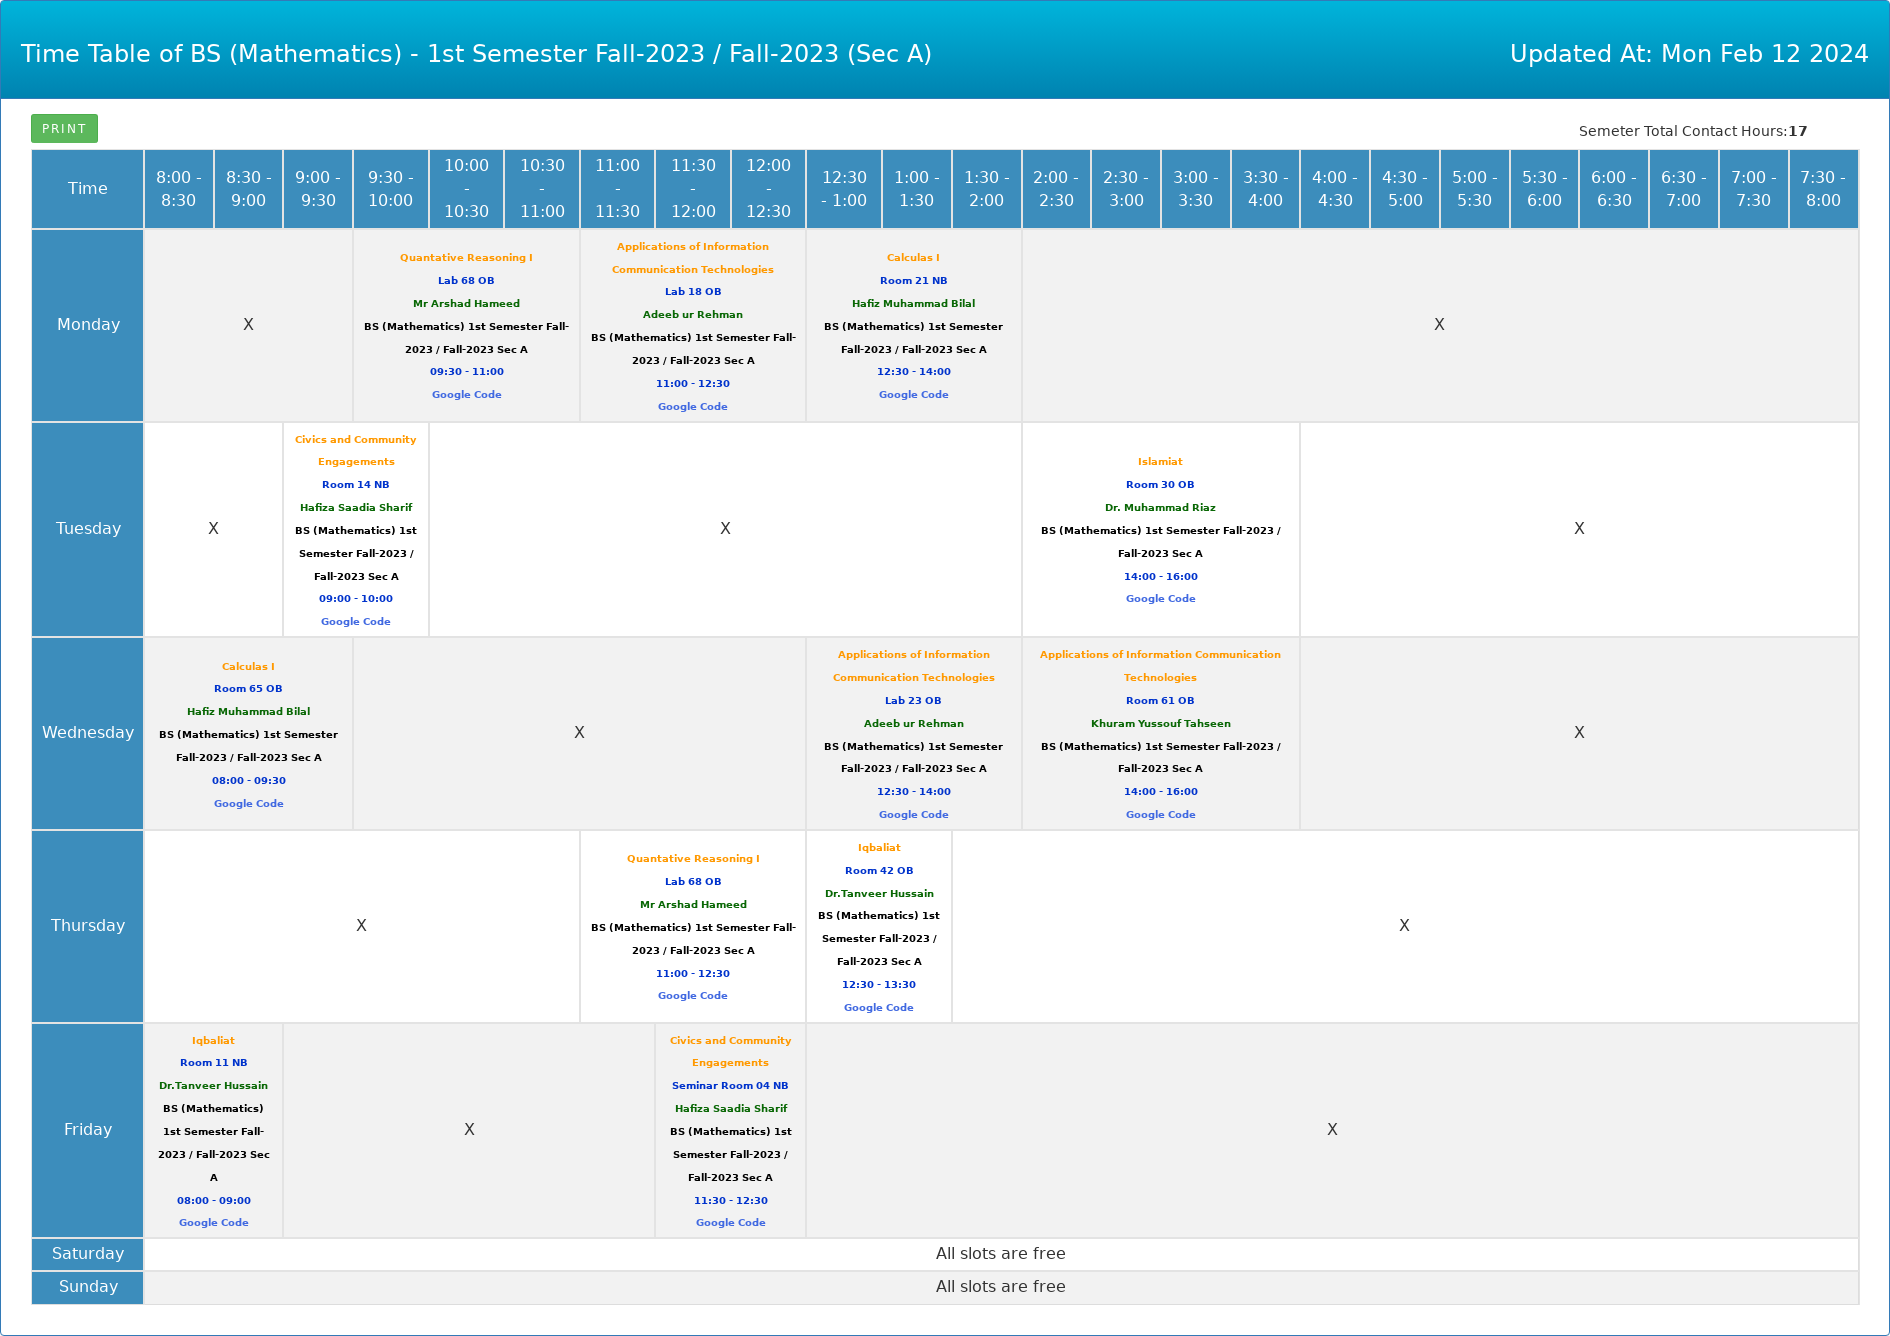 Time Table of BS (Mathematics) - 1st Semester Fall-2023 / Fall-2023 (Sec A)
Updated At: Mon Feb 12 2024
PRINT
Semeter Total Contact Hours:17
Time
8:00 -
8:30
8:30 -
9:00
9:00 -
9:30
9:30 -
10:00
10:00
-
10:30
10:30
-
11:00
11:00
-
11:30
11:30
-
12:00
12:00
-
12:30
12:30
- 1:00
1:00 -
1:30
1:30 -
2:00
2:00 -
2:30
2:30 -
3:00
3:00 -
3:30
3:30 -
4:00
4:00 -
4:30
4:30 -
5:00
5:00 -
5:30
5:30 -
6:00
6:00 -
6:30
6:30 -
7:00
7:00 -
7:30
7:30 -
8:00
Monday
X
Quantative Reasoning I
Lab 68 OB
Mr Arshad Hameed
BS (Mathematics) 1st Semester Fall-
2023 / Fall-2023 Sec A
09:30 - 11:00
Google Code
Applications of Information
Communication Technologies
Lab 18 OB
Adeeb ur Rehman
BS (Mathematics) 1st Semester Fall-
2023 / Fall-2023 Sec A
11:00 - 12:30
Google Code
Calculas I
Room 21 NB
Hafiz Muhammad Bilal
BS (Mathematics) 1st Semester
Fall-2023 / Fall-2023 Sec A
12:30 - 14:00
Google Code
X
Tuesday
X
Civics and Community
Engagements
Room 14 NB
Hafiza Saadia Sharif
BS (Mathematics) 1st
Semester Fall-2023 /
Fall-2023 Sec A
09:00 - 10:00
Google Code
X
Islamiat
Room 30 OB
Dr. Muhammad Riaz
BS (Mathematics) 1st Semester Fall-2023 /
Fall-2023 Sec A
14:00 - 16:00
Google Code
X
Wednesday
Calculas I
Room 65 OB
Hafiz Muhammad Bilal
BS (Mathematics) 1st Semester
Fall-2023 / Fall-2023 Sec A
08:00 - 09:30
Google Code
X
Applications of Information
Communication Technologies
Lab 23 OB
Adeeb ur Rehman
BS (Mathematics) 1st Semester
Fall-2023 / Fall-2023 Sec A
12:30 - 14:00
Google Code
Applications of Information Communication
Technologies
Room 61 OB
Khuram Yussouf Tahseen
BS (Mathematics) 1st Semester Fall-2023 /
Fall-2023 Sec A
14:00 - 16:00
Google Code
X
Thursday
X
Quantative Reasoning I
Lab 68 OB
Mr Arshad Hameed
BS (Mathematics) 1st Semester Fall-
2023 / Fall-2023 Sec A
11:00 - 12:30
Google Code
Iqbaliat
Room 42 OB
Dr.Tanveer Hussain
BS (Mathematics) 1st
Semester Fall-2023 /
Fall-2023 Sec A
12:30 - 13:30
Google Code
X
Friday
Iqbaliat
Room 11 NB
Dr.Tanveer Hussain
BS (Mathematics)
1st Semester Fall-
2023 / Fall-2023 Sec
A
08:00 - 09:00
Google Code
X
Civics and Community
Engagements
Seminar Room 04 NB
Hafiza Saadia Sharif
BS (Mathematics) 1st
Semester Fall-2023 /
Fall-2023 Sec A
11:30 - 12:30
Google Code
X
Saturday
All slots are free
Sunday
All slots are free